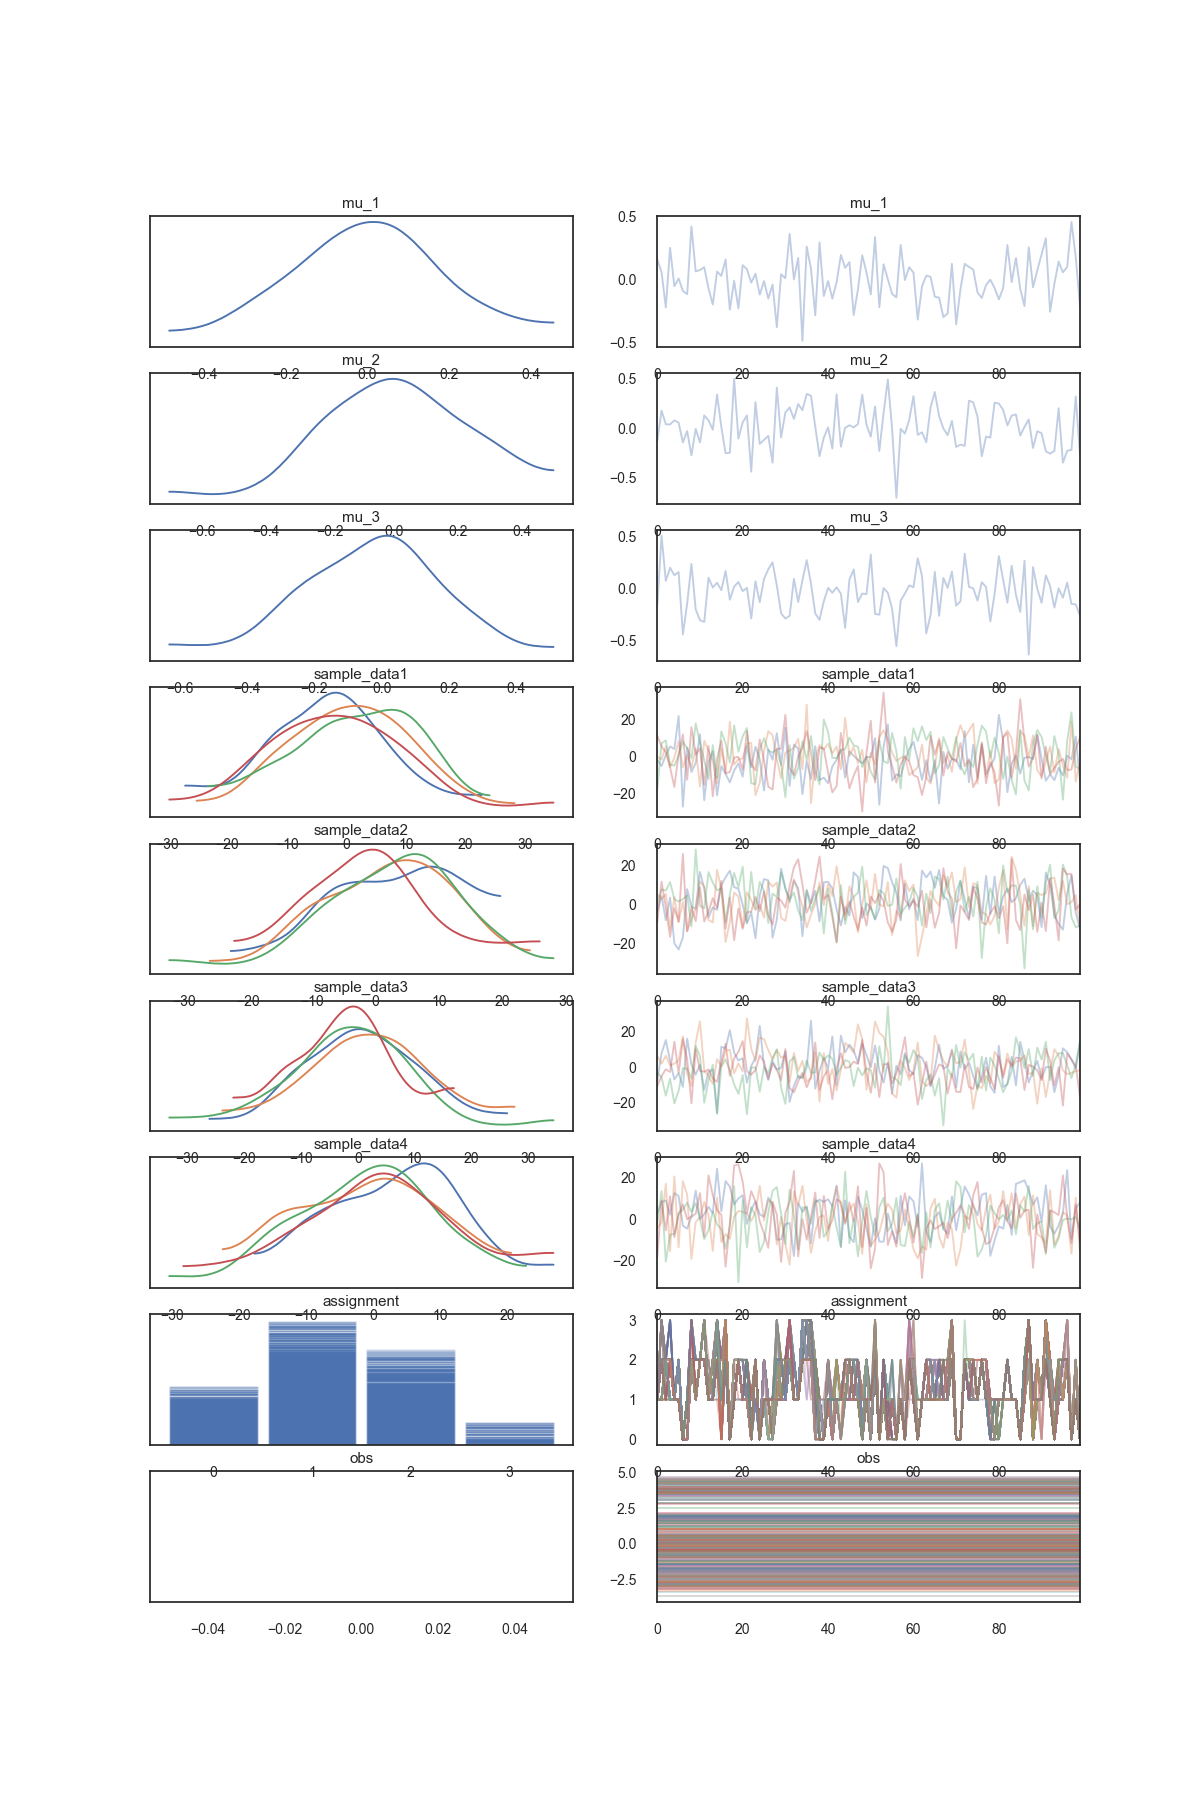 mu_1 mu_1
0.5
0.0
−0.5
−0.4 −0.2 0.0 0.2 0.4 0 20 40 60 80
mu_2 mu_2
0.5
0.0
−0.5
−0.6 −0.4 −0.2 0.0 0.2 0.4 0 20 40 60 80
mu_3 mu_3
0.5
0.0
−0.5
−0.6 −0.4 −0.2 0.0 0.2 0.4 0 20 40 60 80
sample_data1 sample_data1
20
0
−20
−30 −20 −10 0 10 20 30 0 20 40 60 80
sample_data2 sample_data2
20
0
−20
−30 −20 −10 0 10 20 30 0 20 40 60 80
sample_data3 sample_data3
20
0
−20
−30 −20 −10 0 10 20 30 0 20 40 60 80
sample_data4 sample_data4
20
0
−20
−30 −20 −10 0 10 20 0 20 40 60 80
assignment assignment
3
2
1
0
0 1 2 3 0 20 40 60 80
obs obs
5.0
2.5
0.0
−2.5
−0.04 −0.02 0.00 0.02 0.04 0 20 40 60 80